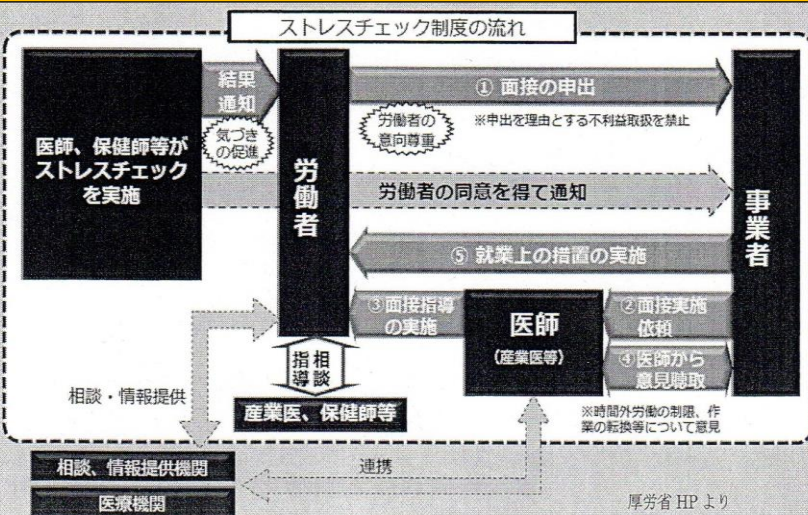 ストレスチェック制度の流れ
医師、保健師等が
ストレスチェック
を実施
結果
通知
気づき
の促進
労働者
① 面接の申出
労働者の
意向尊重
※申出を理由とする不利益取扱を禁止
労働者の同意を得て通知
事業者
⑤ 就業上の措置の実施
③面接指導
の実施
医師
(産業医等)
②面接実施
依頼
④医師から
意見聴取
※時間外労働の制限、作
業の転換等について意見
指導
相談
産業医、保健師等
相談・情報提供
相談、情報提供機関
医療機関
連携
厚労省 HP より